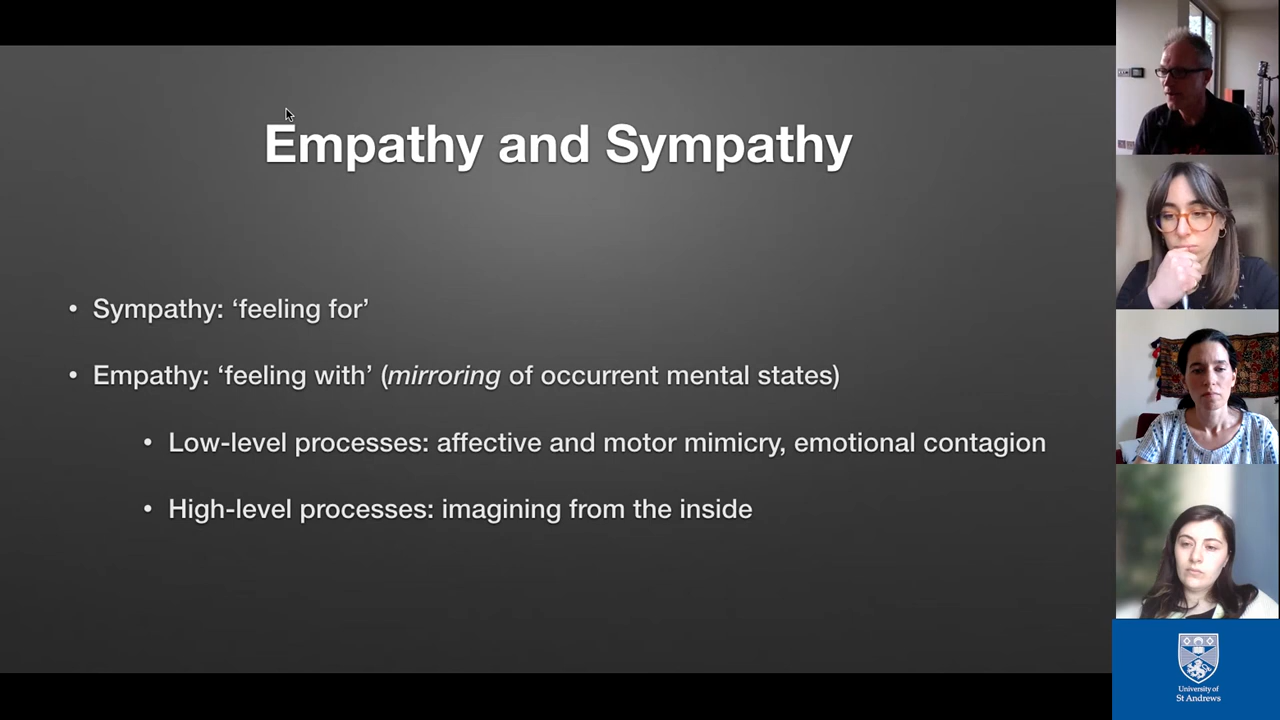 Empathy and Sympathy
• Sympathy: ‘feeling for’
• Empathy: ‘feeling with’ (mirroring of occurrent mental states)
• Low-level processes: affective and motor mimicry, emotional contagion
• High-level processes: imagining from the inside
University of
St Andrews